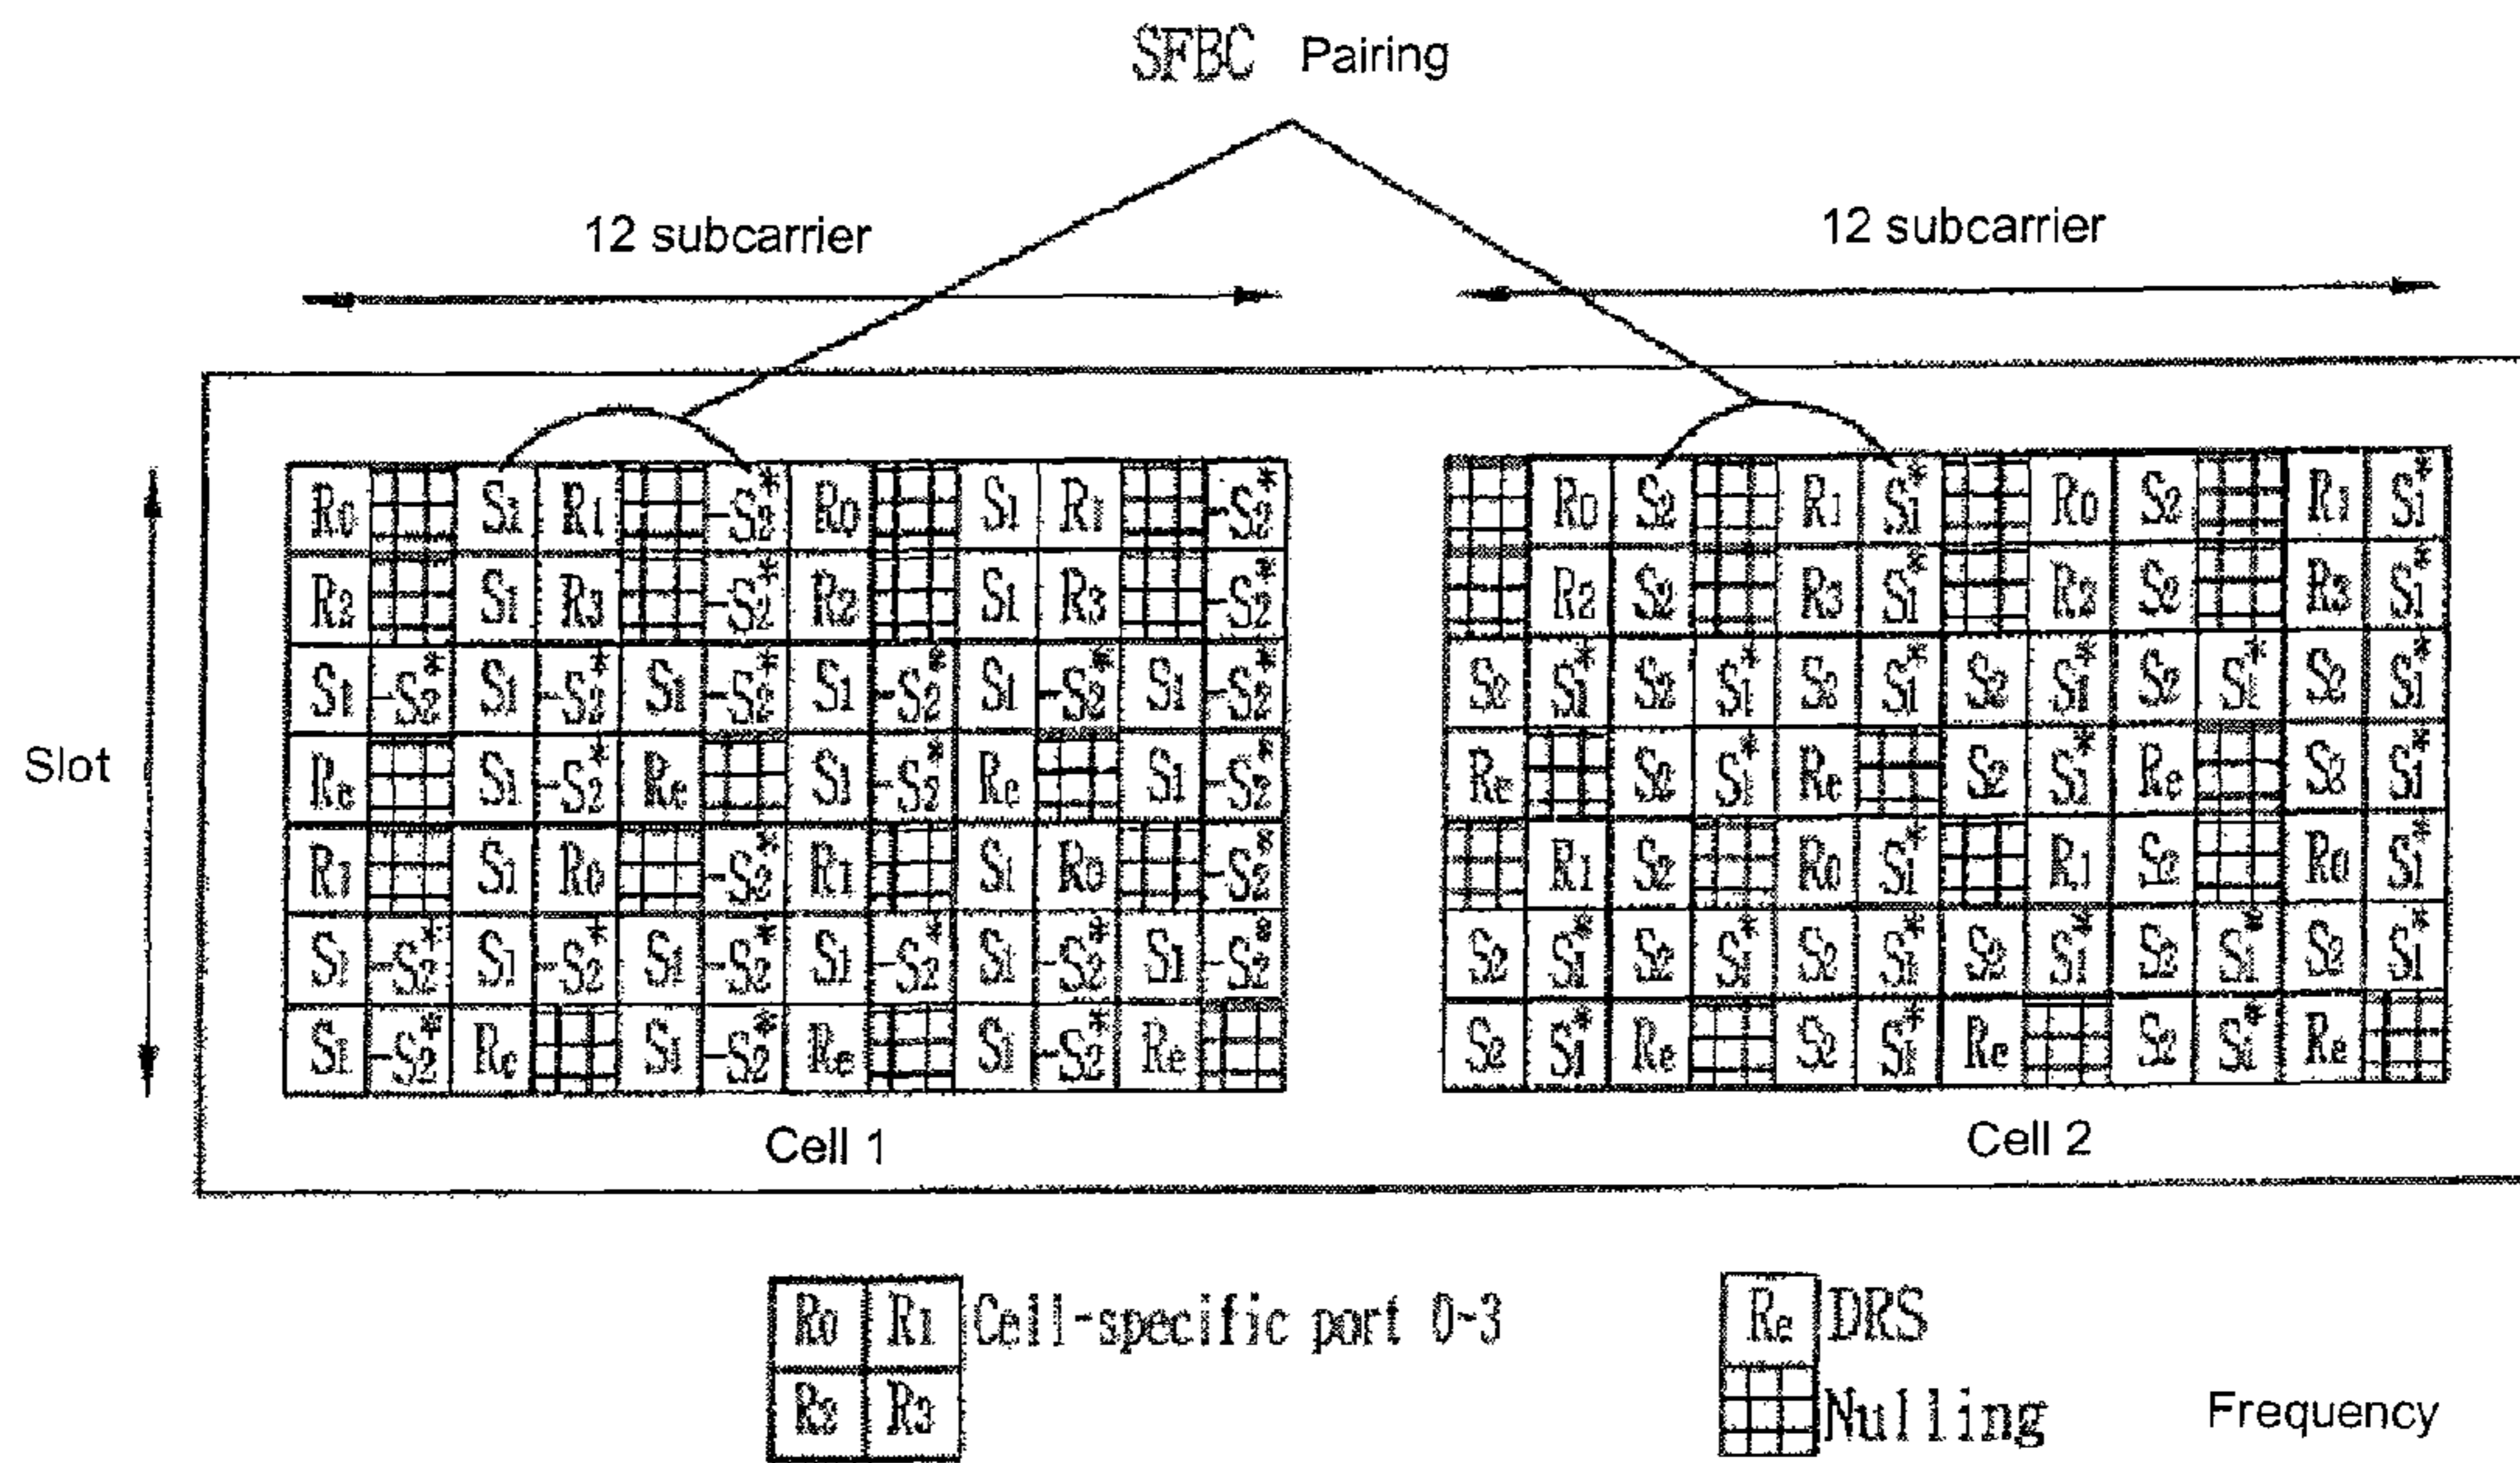 SFBC Pairing
12 subcarrier 12 subcarrier
R0 S1 R1 -S2* R0 S1 R1 -S2* R0 S2 R1 S1* R0 S2 R1 S1*
R2 S1 R3 -S2* R2 S1 R3 -S2* R2 S2 R3 S1* R2 S2 R3 S1*
S1 -S2* S1 -S2* S1 -S2* S1 -S2* S1 -S2* S1 -S2* S2 S1* S2 S1* S2 S1* S2 S1* S2 S1* S2 S1*
Slot
Re S1 -S2* Re S1 -S2* Re S1 -S2* Re S2 S1* Re S2 S1* Re S2 S1*
R1 S1 R0 -S2* R1 S1 R0 -S2* R1 S2 R0 S1* R1 S2 R0 S1*
S1 -S2* S1 -S2* S1 -S2* S1 -S2* S1 -S2* S1 -S2* S2 S1* S2 S1* S2 S1* S2 S1* S2 S1* S2 S1*
S1 -S2* Re S1 -S2* Re S1 -S2* Re S2 S1* Re S2 S1* Re S2 S1* Re
Cell 1 Cell 2
R0 R1 Cell-specific port 0~3
R2 R3
Re DRS
Nulling
Frequency